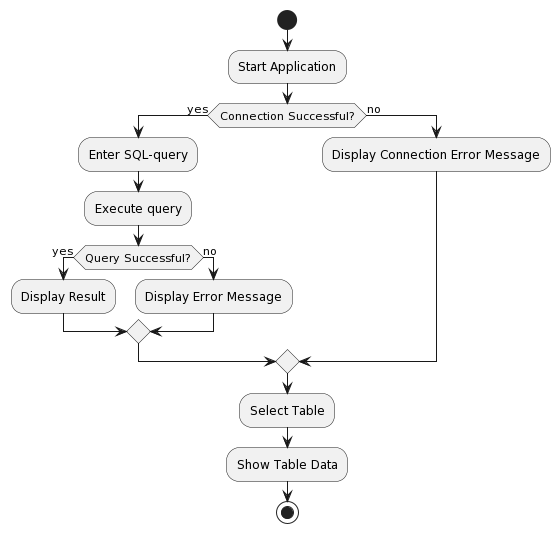 Start Application
yes
Connection Successful?
no
Enter SQL-query
Display Connection Error Message
Execute query
yes
Query Successful?
no
Display Result
Display Error Message
Select Table
Show Table Data